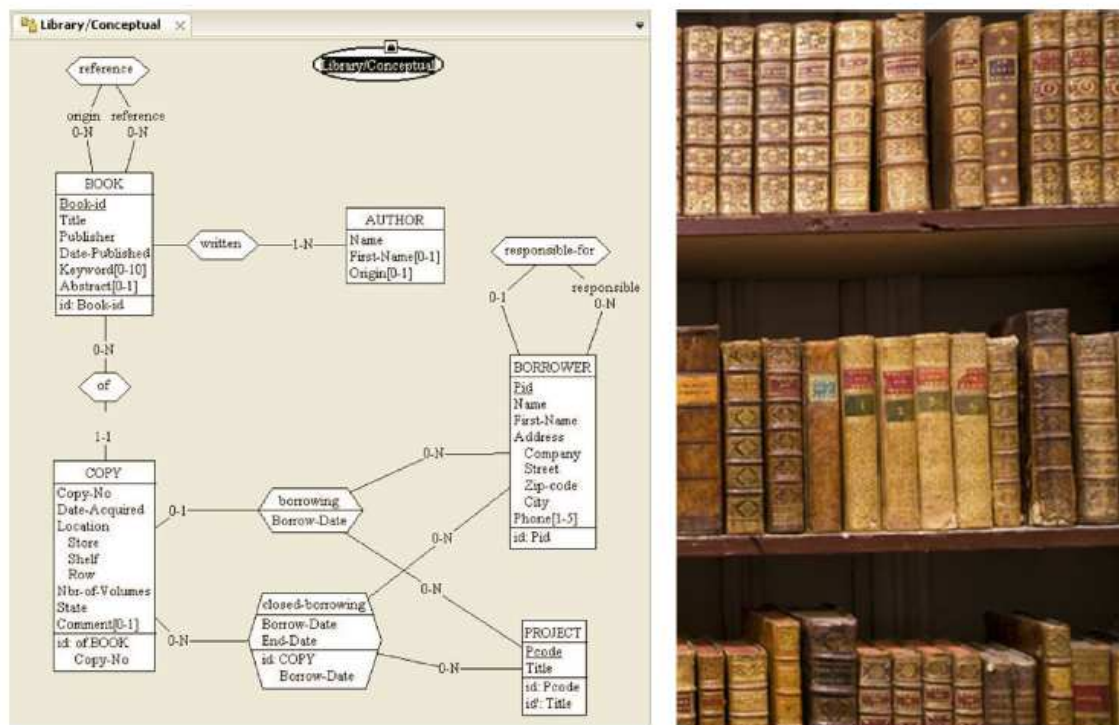 Library/Conceptual
Library/Conceptual
reference
origin
0-N
reference
0-N
BOOK
Book-id
Title
Publisher
Date-Published
Keyword[0-10]
Abstract[0-1]
id: Book-id
written
1-N
AUTHOR
Name
First-Name[0-1]
Origin[0-1]
responsible-for
0-1
responsible
0-N
0-N
of
1-1
BORROWER
Pid
Name
First-Name
Address
Company
Street
Zip-code
City
Phone[1-5]
id: Pid
COPY
Copy-No
Date-Acquired
Location
Store
Shelf
Row
Nbr-of-Volumes
State
Comment[0-1]
id: of.BOOK
Copy-No
0-1
borrowing
Borrow-Date
0-N
0-N
0-N
0-N
closed-borrowing
Borrow-Date
End-Date
id: COPY
Borrow-Date
0-N
PROJECT
Pcode
Title
id: Pcode
id': Title
1
2